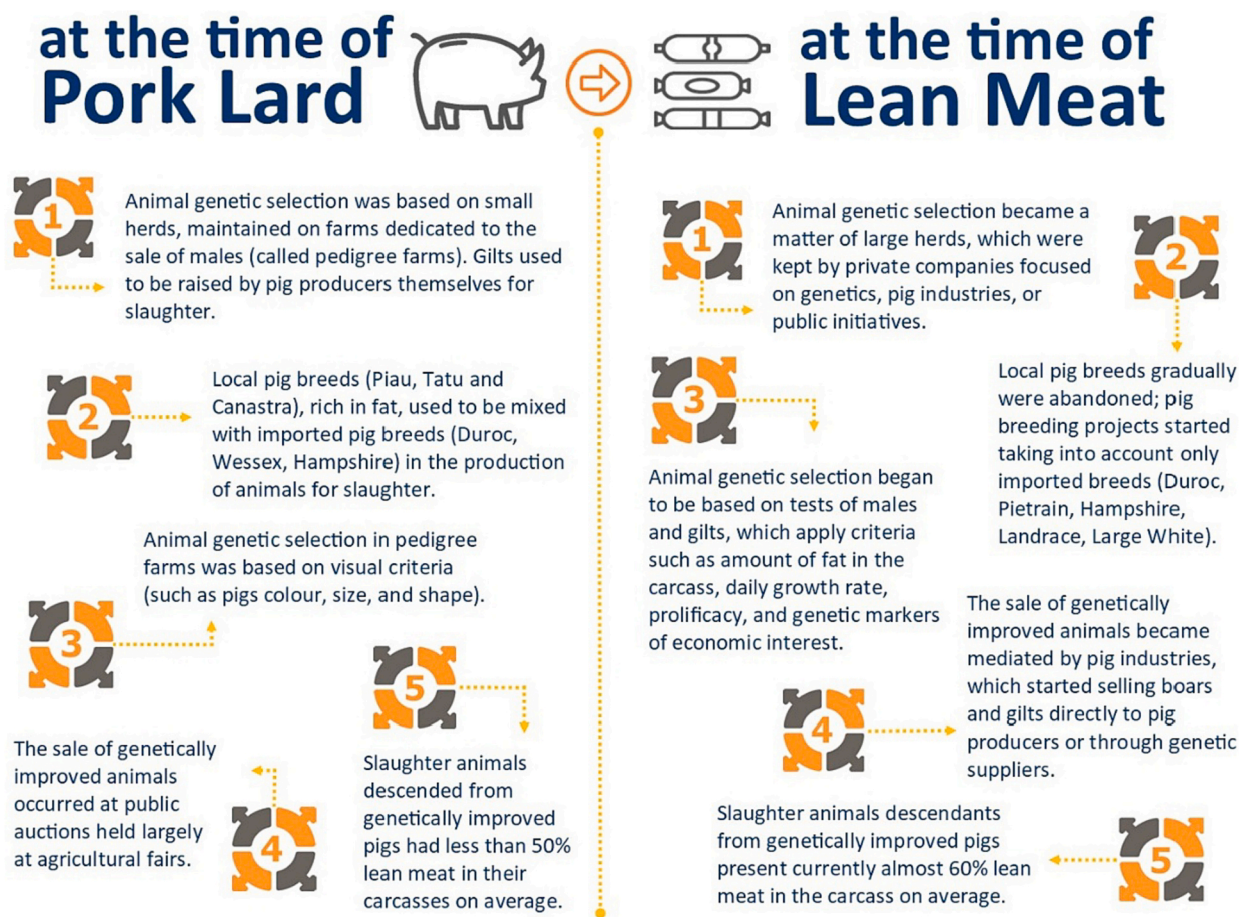 at the time of
Pork Lard
1
Animal genetic selection was based on small
herds, maintained on farms dedicated to the
sale of males (called pedigree farms). Gilts used
to be raised by pig producers themselves for
slaughter.
2
Local pig breeds (Piau, Tatu and
Canastra), rich in fat, used to be mixed
with imported pig breeds (Duroc,
Wessex, Hampshire) in the production
of animals for slaughter.
3
Animal genetic selection in pedigree
farms was based on visual criteria
(such as pigs colour, size, and shape).
4
The sale of genetically
improved animals
occurred at public
auctions held largely
at agricultural fairs.
5
Slaughter animals
descended from
genetically improved
pigs had less than 50%
lean meat in their
carcasses on average.
at the time of
Lean Meat
1
Animal genetic selection became a
matter of large herds, which were
kept by private companies focused
on genetics, pig industries, or
public initiatives.
2
Local pig breeds gradually
were abandoned; pig
breeding projects started
taking into account only
imported breeds (Duroc,
Pietrain, Hampshire,
Landrace, Large White).
3
Animal genetic selection began
to be based on tests of males
and gilts, which apply criteria
such as amount of fat in the
carcass, daily growth rate,
prolificacy, and genetic markers
of economic interest.
4
The sale of genetically
improved animals became
mediated by pig industries,
which started selling boars
and gilts directly to pig
producers or through genetic
suppliers.
5
Slaughter animals descendants
from genetically improved pigs
present currently almost 60% lean
meat in the carcass on average.